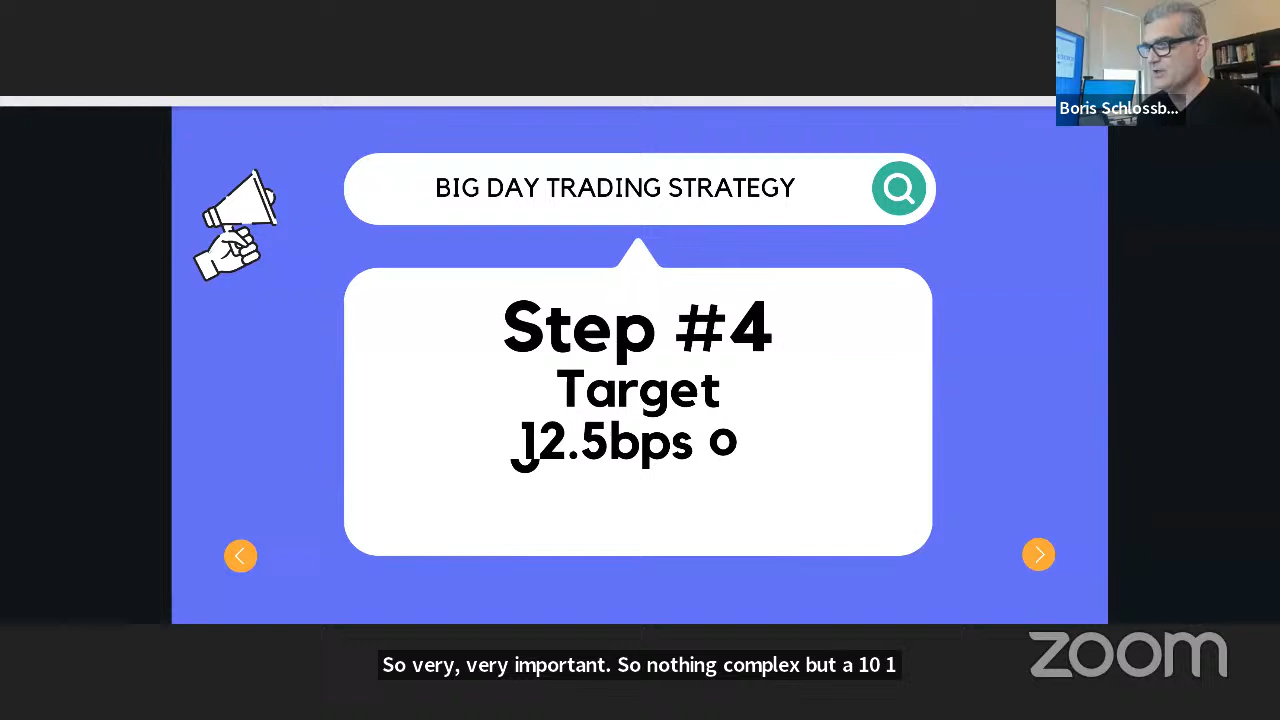 Boris Schlossb...
BIG DAY TRADING STRATEGY
Step #4
Target
12.5bps o
So very, very important. So nothing complex but a 10 1
zoom